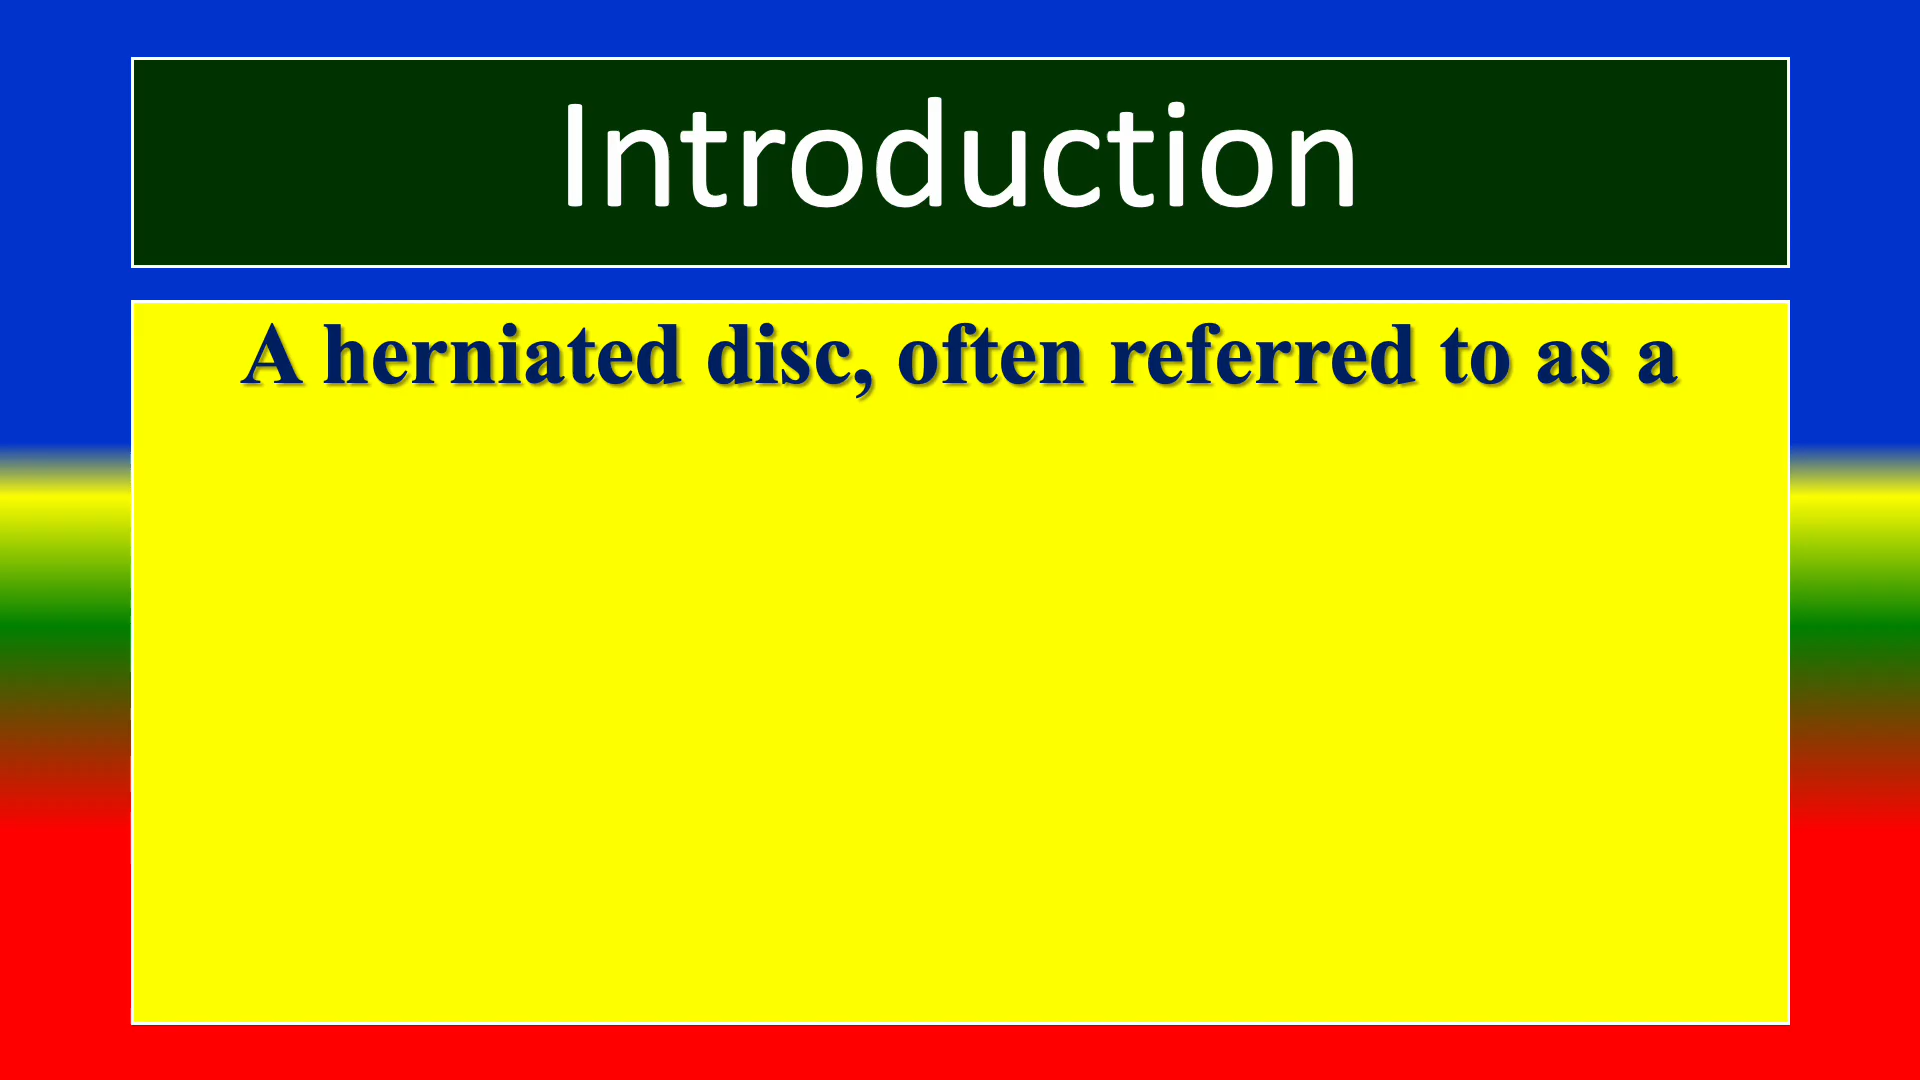 Introduction
A herniated disc, often referred to as a